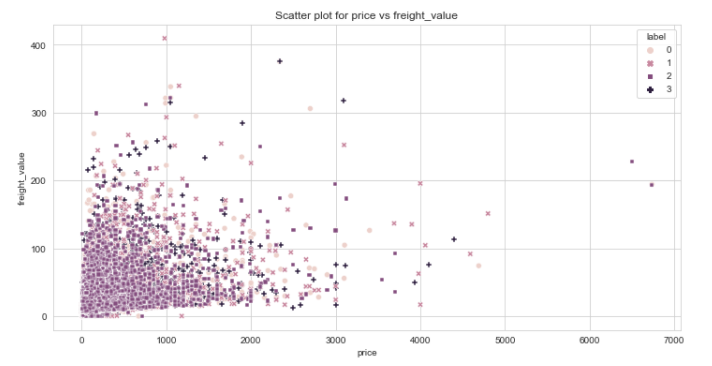 Scatter plot for price vs freight_value
label
0
1
2
3
400
300
200
100
0
freight_value
0 1000 2000 3000 4000 5000 6000 7000
price